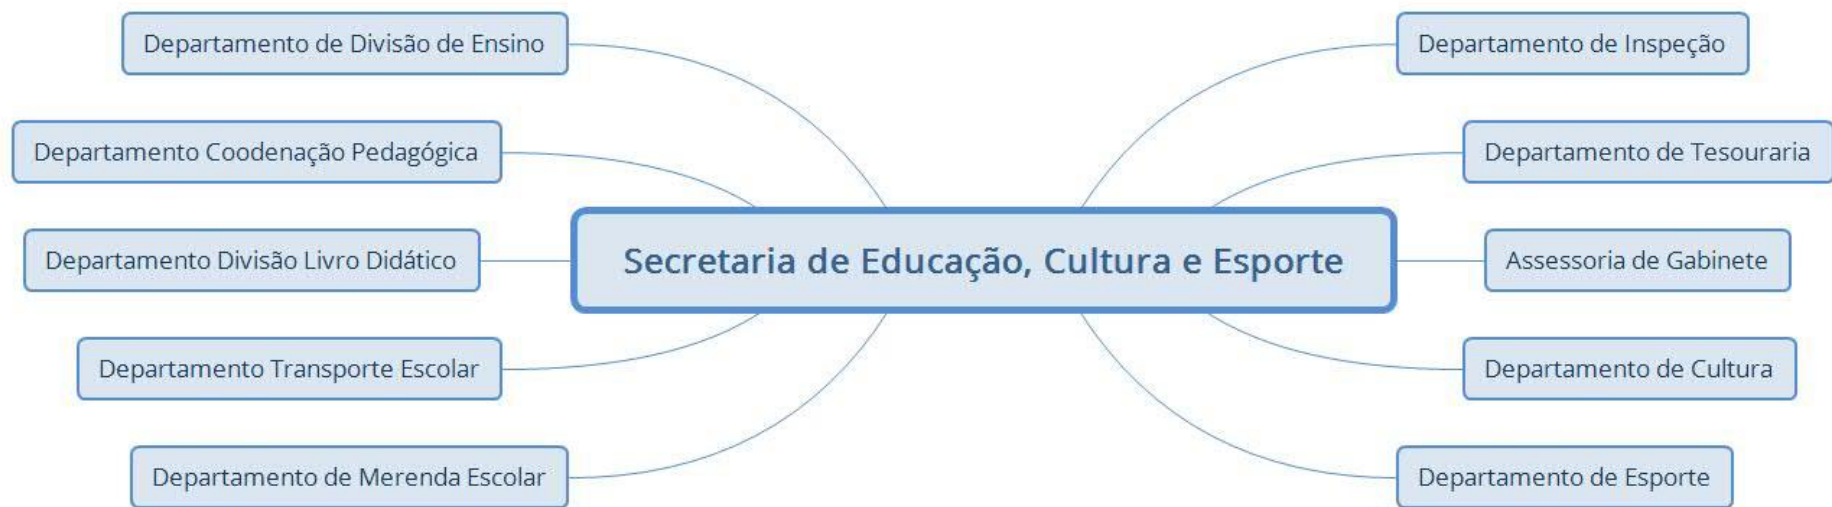 Departamento de Divisão de Ensino
Departamento Coodenação Pedagógica
Departamento Divisão Livro Didático
Departamento Transporte Escolar
Departamento de Merenda Escolar
Secretaria de Educação, Cultura e Esporte
Departamento de Inspeção
Departamento de Tesouraria
Assessoria de Gabinete
Departamento de Cultura
Departamento de Esporte